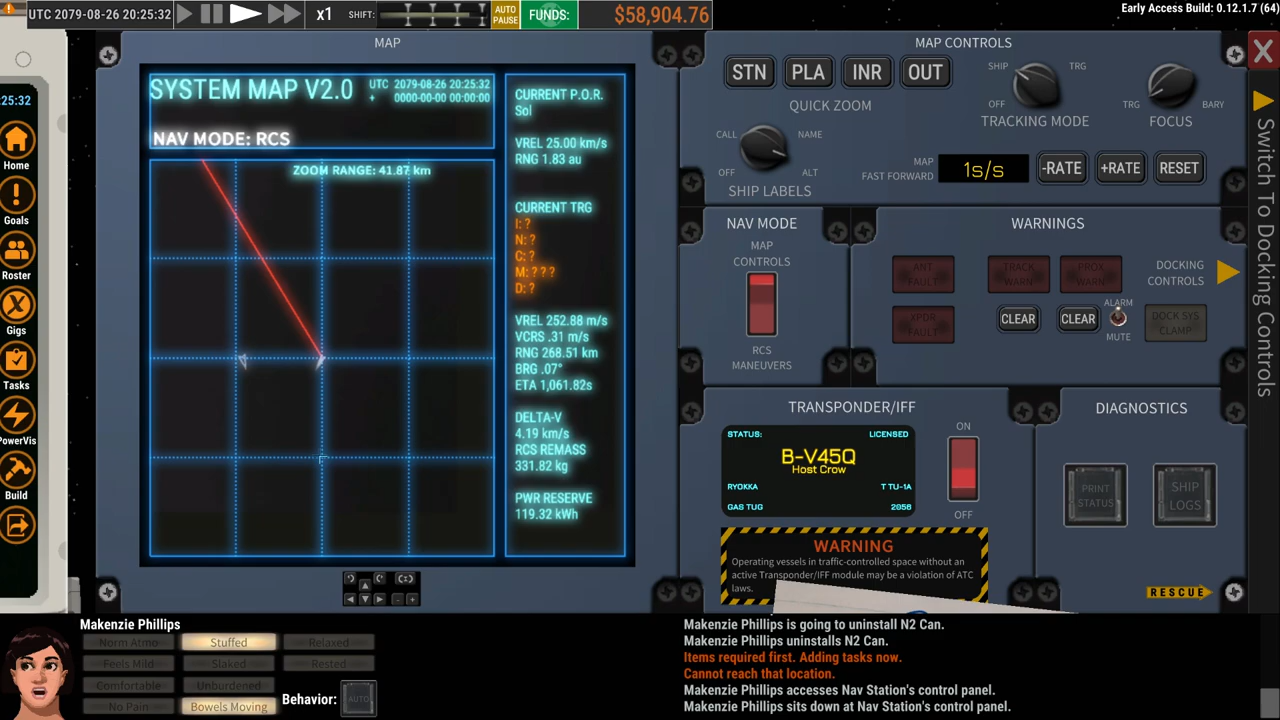 UTC 2079-08-26 20:25:32
x1
SHIFT:
AUTO PAUSE
FUNDS:
$58,904.76
Early Access Build: 0.12.1.7 (64)
25:32
Home
Goals
Roster
Gigs
Tasks
PowerVis
Build
MAP
SYSTEM MAP V2.0
UTC 2079-08-26 20:25:32
+ 0000-00-00 00:00:00
NAV MODE: RCS
ZOOM RANGE: 41.87 km
CURRENT P.O.R.
Sol
VREL 25.00 km/s
RNG 1.83 au
CURRENT TRG
I: ?
N: ?
C: ?
M: ? ? ?
D: ?
VREL 252.88 m/s
VCRS .31 m/s
RNG 268.51 km
BRG .07°
ETA 1,061.82s
DELTA-V
4.19 km/s
RCS REMASS
331.82 kg
PWR RESERVE
119.32 kWh
MAP CONTROLS
STN
PLA
INR
OUT
QUICK ZOOM
SHIP
TRG
OFF
TRACKING MODE
TRG
BARY
FOCUS
CALL
NAME
OFF
ALT
SHIP LABELS
MAP
FAST FORWARD
1s/s
-RATE
+RATE
RESET
NAV MODE
MAP
CONTROLS
RCS
MANEUVERS
WARNINGS
ANT
FAULT
TRACK
WARN
PROX
WARN
DOCKING
CONTROLS
XPDR
FAULT
CLEAR
CLEAR
ALARM
MUTE
DOCK SYS
CLAMP
Switch To Docking Controls
TRANSPONDER/IFF
STATUS:
LICENSED
B-V45Q
Host Crow
RYOKKA
T TU-1A
GAS TUG
2056
ON
OFF
WARNING
Operating vessels in traffic-controlled space without an
active Transponder/IFF module may be a violation of ATC
laws.
DIAGNOSTICS
PRINT
STATUS
SHIP
LOGS
RESCUE
Makenzie Phillips
Norm Atmo
Stuffed
Relaxed
Feels Mild
Slaked
Rested
Comfortable
Unburdened
No Pain
Bowels Moving
Behavior:
AUTO
Makenzie Phillips is going to uninstall N2 Can.
Makenzie Phillips uninstalls N2 Can.
Items required first. Adding tasks now.
Cannot reach that location.
Makenzie Phillips accesses Nav Station's control panel.
Makenzie Phillips sits down at Nav Station's control panel.